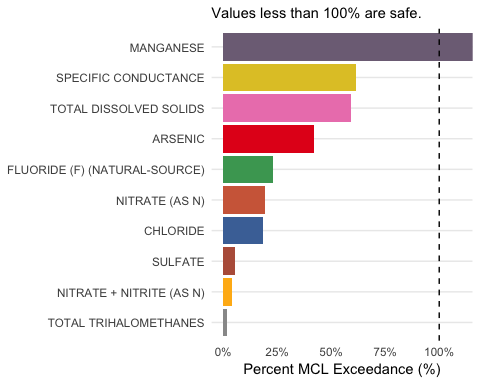 Values less than 100% are safe.
MANGANESE
SPECIFIC CONDUCTANCE
TOTAL DISSOLVED SOLIDS
ARSENIC
FLUORIDE (F) (NATURAL-SOURCE)
NITRATE (AS N)
CHLORIDE
SULFATE
NITRATE + NITRITE (AS N)
TOTAL TRIHALOMETHANES
0% 25% 50% 75% 100%
Percent MCL Exceedance (%)